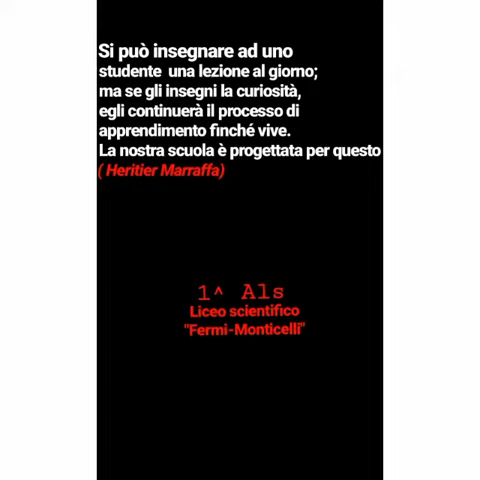 Si può insegnare ad uno
studente una lezione al giorno;
ma se gli insegni la curiosità,
egli continuerà il processo di
apprendimento finché vive.
La nostra scuola è progettata per questo
( Heritier Marraffa)
1^ Als
Liceo scientifico
"Fermi-Monticelli"